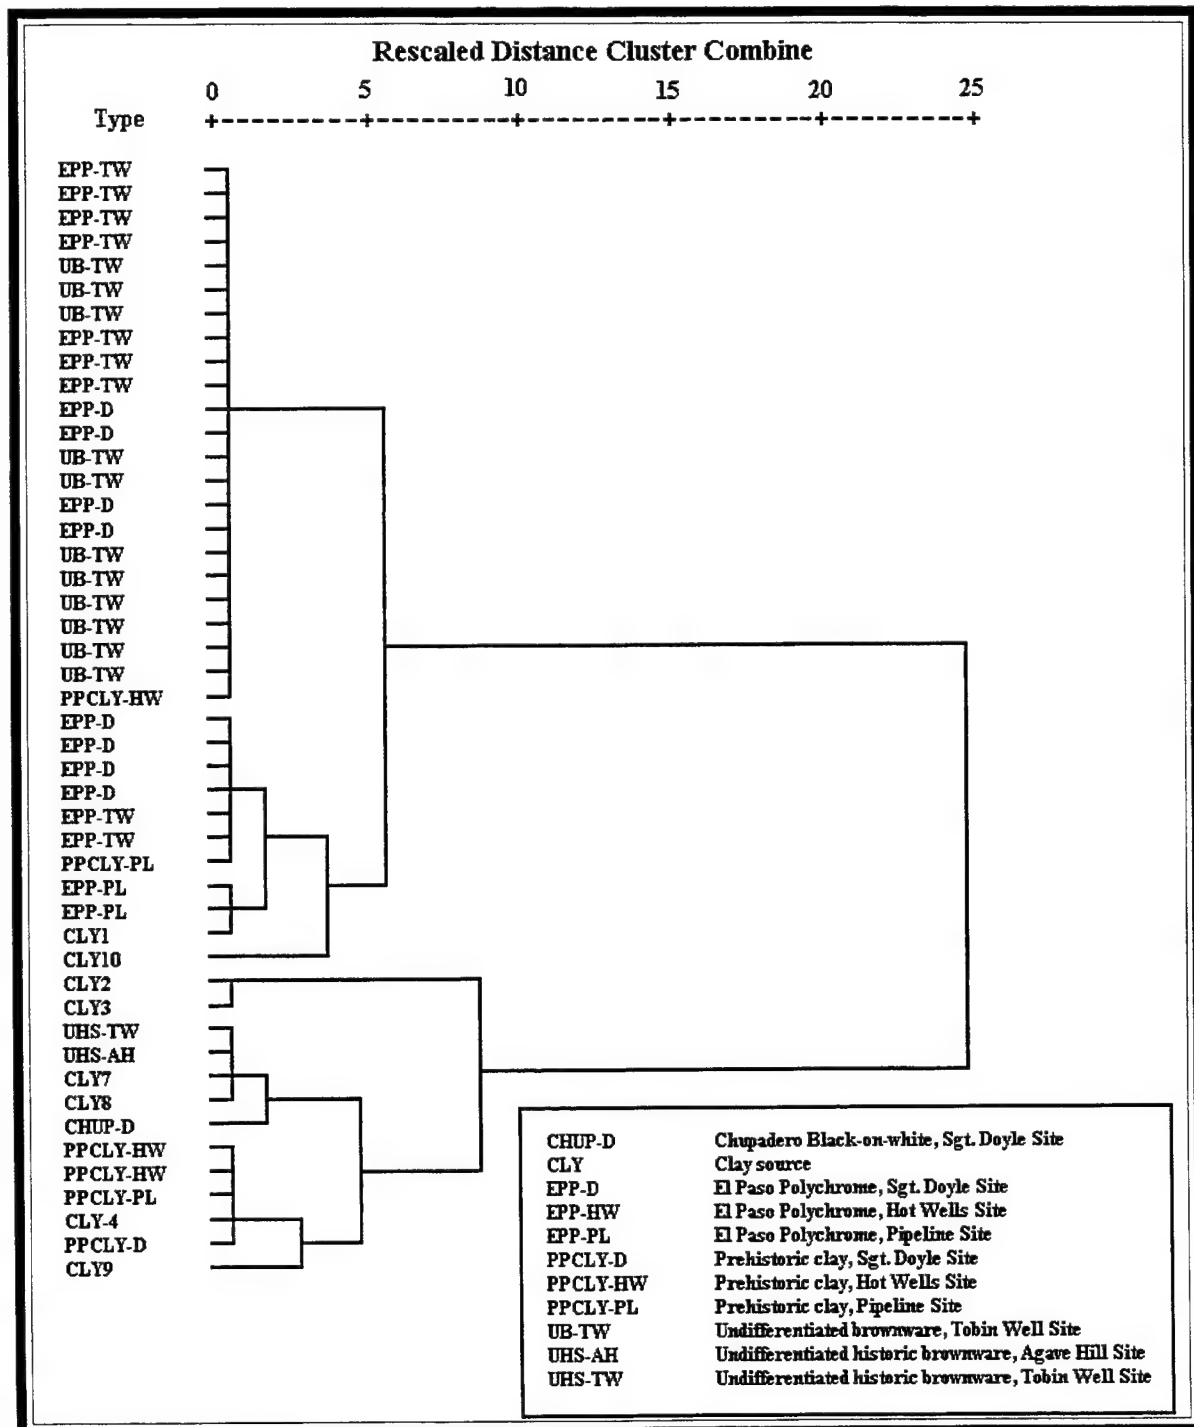 Rescaled Distance Cluster Combine
0 5 10 15 20 25
Type +---------+---------+---------+---------+---------+
EPP-TW
EPP-TW
EPP-TW
EPP-TW
UB-TW
UB-TW
UB-TW
EPP-TW
EPP-TW
EPP-TW
EPP-D
EPP-D
UB-TW
UB-TW
EPP-D
EPP-D
UB-TW
UB-TW
UB-TW
UB-TW
UB-TW
UB-TW
PPCLY-HW
EPP-D
EPP-D
EPP-D
EPP-D
EPP-TW
EPP-TW
PPCLY-PL
EPP-PL
EPP-PL
CLY1
CLY10
CLY2
CLY3
UHS-TW
UHS-AH
CLY7
CLY8
CHUP-D
PPCLY-HW
PPCLY-HW
PPCLY-PL
CLY-4
PPCLY-D
CLY9
CHUP-D Chupadero Black-on-white, Sgt. Doyle Site
CLY Clay source
EPP-D El Paso Polychrome, Sgt. Doyle Site
EPP-HW El Paso Polychrome, Hot Wells Site
EPP-PL El Paso Polychrome, Pipeline Site
PPCLY-D Prehistoric clay, Sgt. Doyle Site
PPCLY-HW Prehistoric clay, Hot Wells Site
PPCLY-PL Prehistoric clay, Pipeline Site
UB-TW Undifferentiated brownware, Tobin Well Site
UHS-AH Undifferentiated historic brownware, Agave Hill Site
UHS-TW Undifferentiated historic brownware, Tobin Well Site